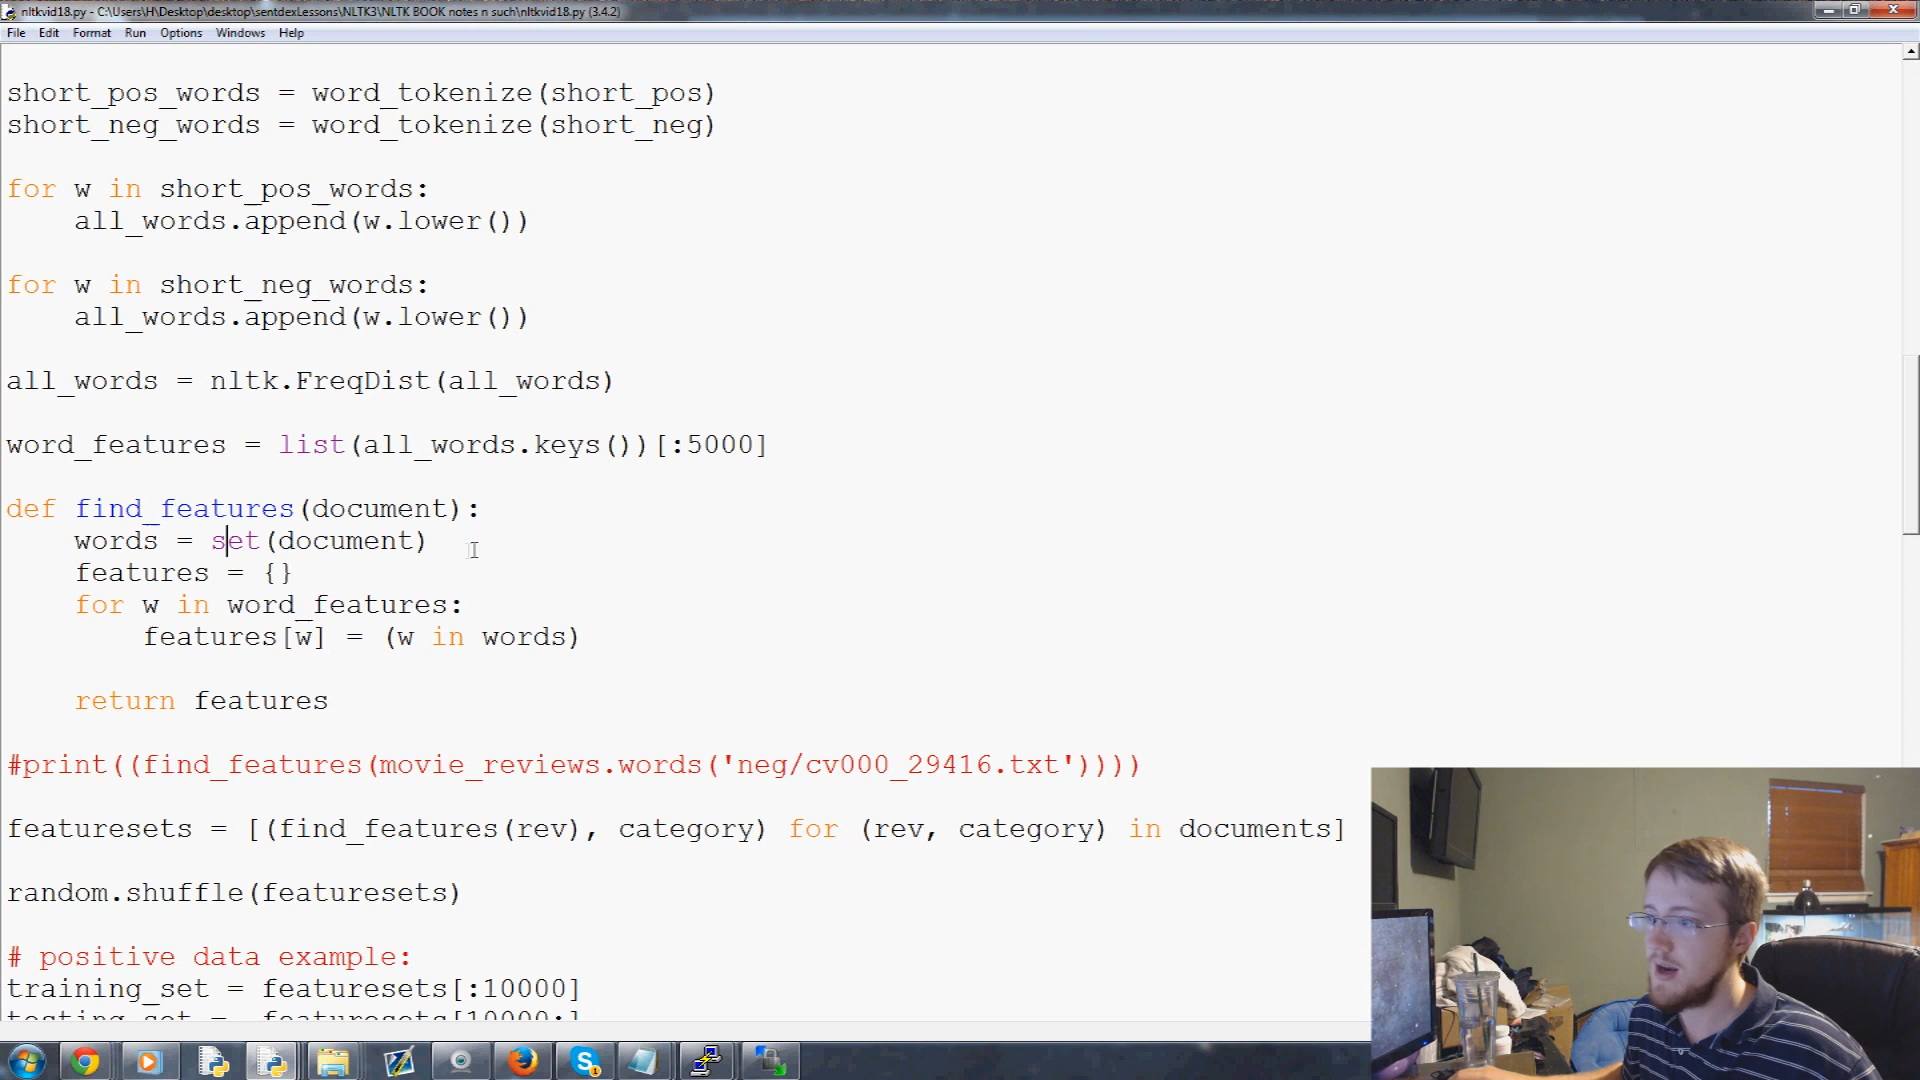 nltkvid18.py - C:\Users\H\Desktop\desktop\sentdexLessons\NLTK3\NLTK BOOK notes n such\nltkvid18.py (3.4.2)
File Edit Format Run Options Windows Help
short_pos_words = word_tokenize(short_pos)
short_neg_words = word_tokenize(short_neg)
for w in short_pos_words:
    all_words.append(w.lower())
for w in short_neg_words:
    all_words.append(w.lower())
all_words = nltk.FreqDist(all_words)
word_features = list(all_words.keys())[:5000]
def find_features(document):
    words = set(document)
    features = {}
    for w in word_features:
        features[w] = (w in words)
    return features
#print((find_features(movie_reviews.words('neg/cv000_29416.txt'))))
featuresets = [(find_features(rev), category) for (rev, category) in documents]
random.shuffle(featuresets)
# positive data example:
training_set = featuresets[:10000]
testing_set = featuresets[10000:]